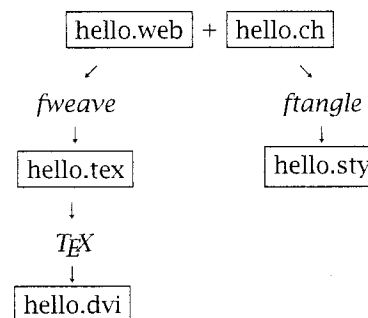 hello.web + hello.ch
fweave ftangle
hello.tex hello.sty
TEX
hello.dvi